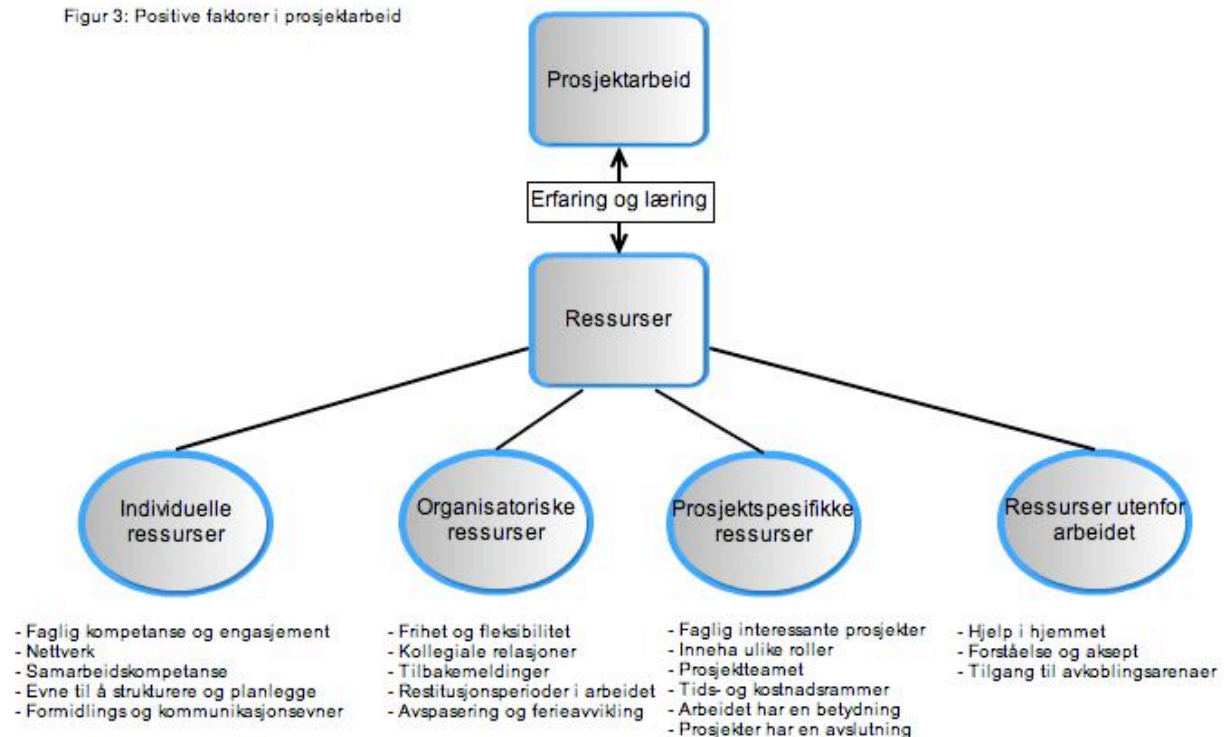 Figur 3: Positive faktorer i prosjektarbeid
Prosjektarbeid
Erfaring og læring
Ressurser
Individuelle
ressurser
Organisatoriske
ressurser
Prosjektspesifikke
ressurser
Ressurser utenfor
arbeidet
- Faglig kompetanse og engasjement
- Nettverk
- Samarbeidskompetanse
- Evne til å strukturere og planlegge
- Formidlings og kommunikasjonsevner
- Frihet og fleksibilitet
- Kollegiale relasjoner
- Tilbakemeldinger
- Restitusjonsperioder i arbeidet
- Avspasering og ferieavvikling
- Faglig interessante prosjekter
- Inneha ulike roller
- Prosjektteamet
- Tids- og kostnadsrammer
- Arbeidet har en betydning
- Prosjekter har en avslutning
- Hjelp i hjemmet
- Forståelse og aksept
- Tilgang til avkoblingsarenaer